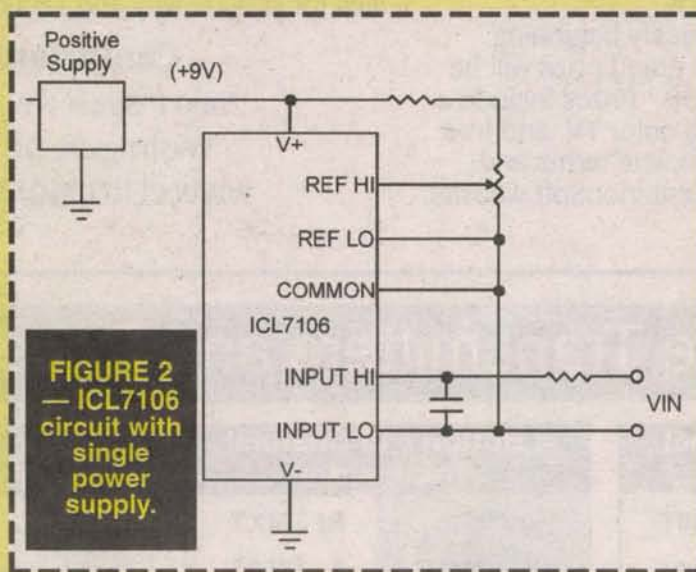 Positive
Supply
(+9V)
V+
REF HI
REF LO
COMMON
ICL7106
INPUT HI
INPUT LO
V-
VIN
FIGURE 2
— ICL7106
circuit with
single
power
supply.